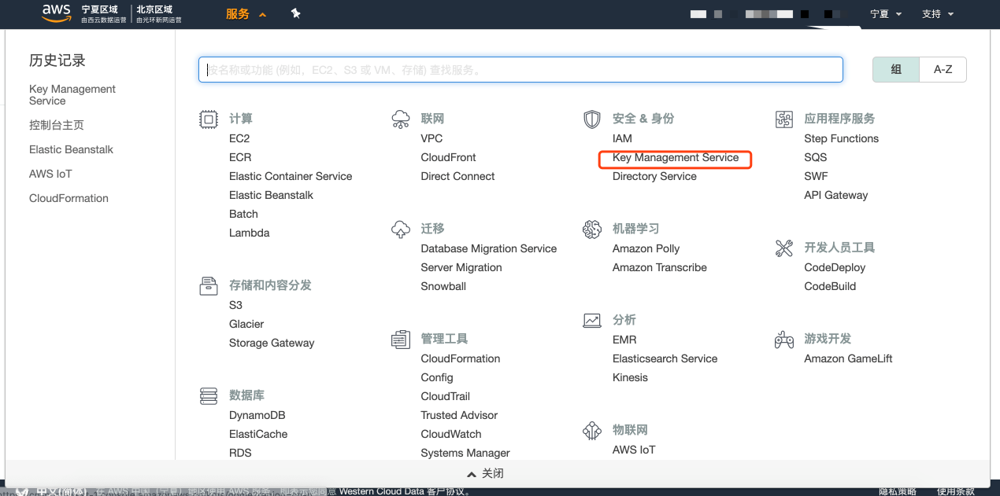 aws 宁夏区域 北京区域
由西云数据运营 由光环新网运营
服务
宁夏
支持
历史记录
Key Management
Service
控制台主页
Elastic Beanstalk
AWS IoT
CloudFormation
按名称或功能 (例如，EC2、S3 或 VM、存储) 查找服务。
组
A-Z
计算
EC2
ECR
Elastic Container Service
Elastic Beanstalk
Batch
Lambda
存储和内容分发
S3
Glacier
Storage Gateway
数据库
DynamoDB
ElastiCache
RDS
联网
VPC
CloudFront
Direct Connect
迁移
Database Migration Service
Server Migration
Snowball
管理工具
CloudFormation
Config
CloudTrail
Trusted Advisor
CloudWatch
Systems Manager
安全 & 身份
IAM
Key Management Service
Directory Service
机器学习
Amazon Polly
Amazon Transcribe
分析
EMR
Elasticsearch Service
Kinesis
物联网
AWS IoT
应用程序服务
Step Functions
SQS
SWF
API Gateway
开发人员工具
CodeDeploy
CodeBuild
游戏开发
Amazon GameLift
关闭
中文(简体) 在 AWS 中国（宁夏）地区使用 AWS 服务，则表示您同意 Western Cloud Data 客户协议。
隐私策略 使用条款